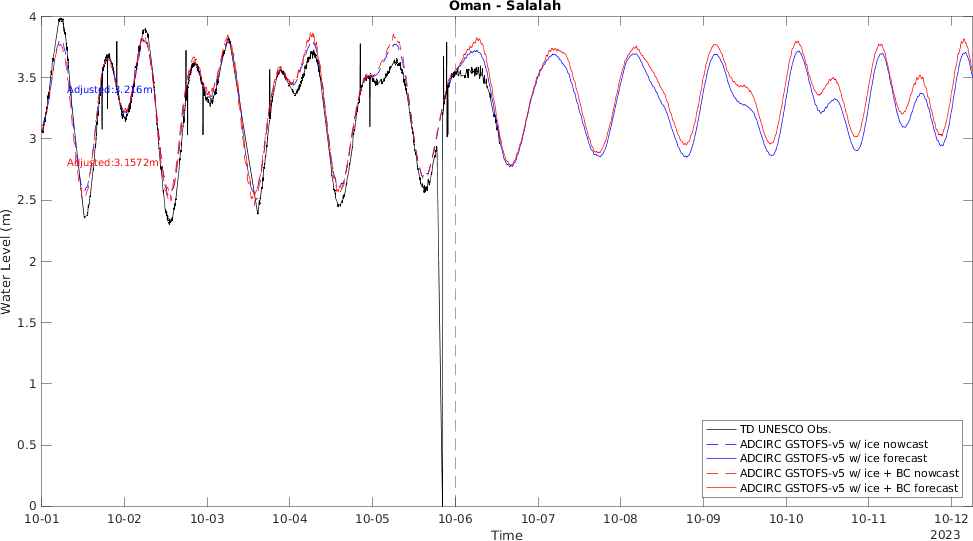 Oman - Salalah
4
3.5
3
2.5
2
1.5
1
0.5
0
Water Level (m)
Adjusted:3.216m
Adjusted:3.1572m
TD UNESCO Obs.
ADCIRC GSTOFS-v5 w/ ice nowcast
ADCIRC GSTOFS-v5 w/ ice forecast
ADCIRC GSTOFS-v5 w/ ice + BC nowcast
ADCIRC GSTOFS-v5 w/ ice + BC forecast
10-01 10-02 10-03 10-04 10-05 10-06 10-07 10-08 10-09 10-10 10-11 10-12
Time 2023